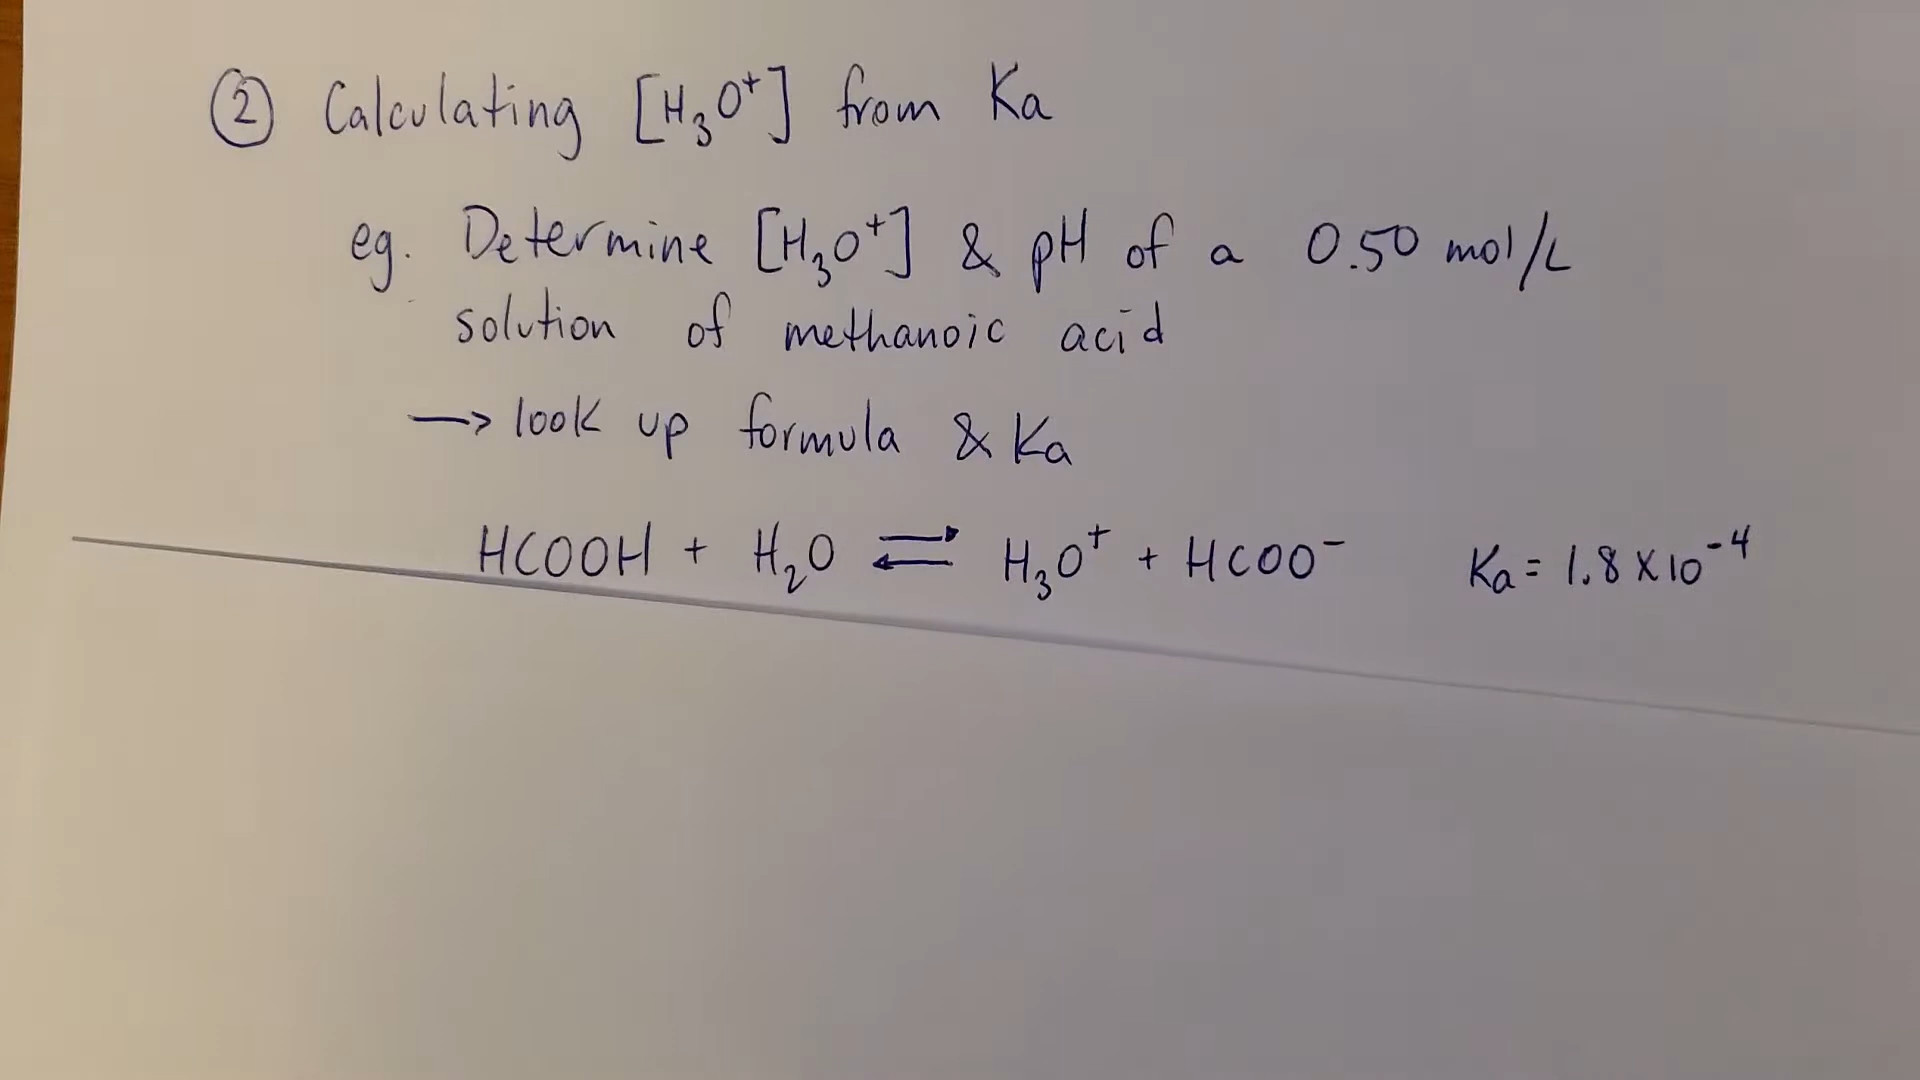 ② Calculating [H₃O⁺] from Ka
eg. Determine [H₃O⁺] & pH of a 0.50 mol/L
solution of methanoic acid
→ look up formula & Ka
HCOOH + H₂O ⇌ H₃O⁺ + HCOO⁻ Ka = 1.8 x 10⁻⁴